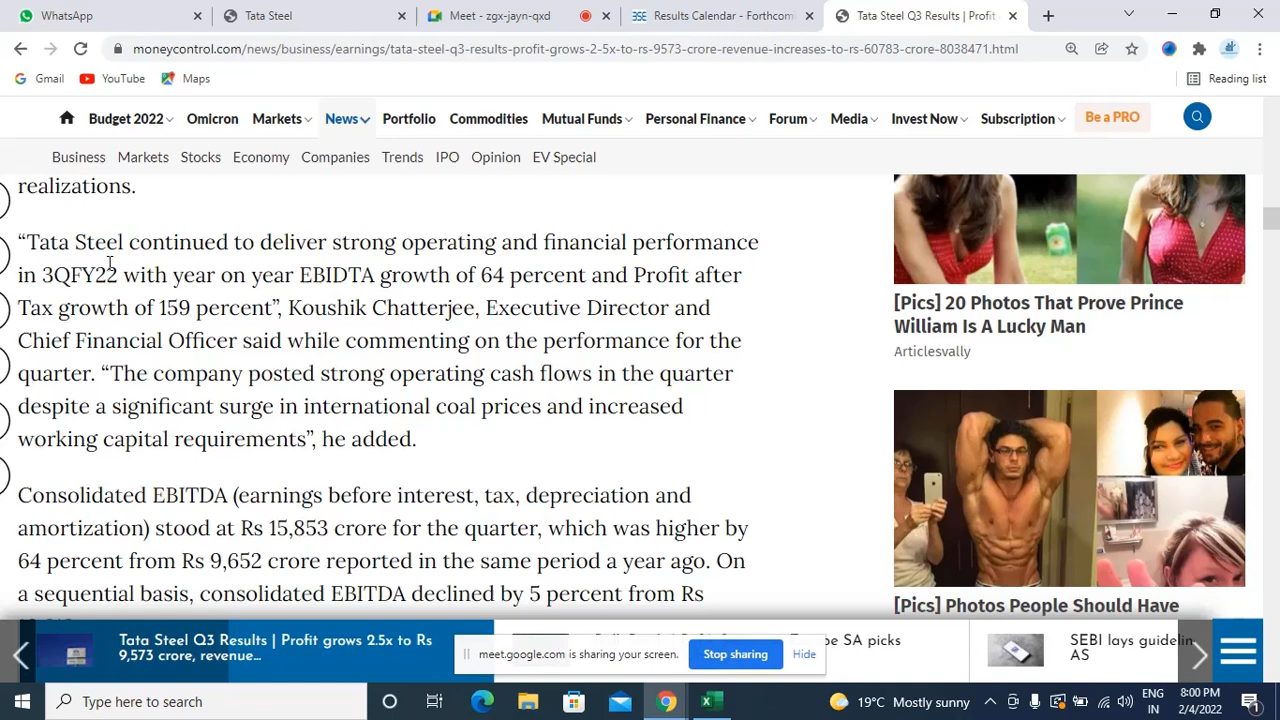 WhatsApp
Tata Steel
Meet - zgx-jayn-qxd
Results Calendar - Forthcomi
Tata Steel Q3 Results | Profit
moneycontrol.com/news/business/earnings/tata-steel-q3-results-profit-grows-2-5x-to-rs-9573-crore-revenue-increases-to-rs-60783-crore-8038471.html
Gmail
YouTube
Maps
Reading list
Budget 2022
Omicron
Markets
News
Portfolio
Commodities
Mutual Funds
Personal Finance
Forum
Media
Invest Now
Subscription
Be a PRO
Business
Markets
Stocks
Economy
Companies
Trends
IPO
Opinion
EV Special
realizations.
“Tata Steel continued to deliver strong operating and financial performance
in 3QFY22 with year on year EBIDTA growth of 64 percent and Profit after
Tax growth of 159 percent”, Koushik Chatterjee, Executive Director and
Chief Financial Officer said while commenting on the performance for the
quarter. “The company posted strong operating cash flows in the quarter
despite a significant surge in international coal prices and increased
working capital requirements”, he added.
Consolidated EBITDA (earnings before interest, tax, depreciation and
amortization) stood at Rs 15,853 crore for the quarter, which was higher by
64 percent from Rs 9,652 crore reported in the same period a year ago. On
a sequential basis, consolidated EBITDA declined by 5 percent from Rs
[Pics] 20 Photos That Prove Prince
William Is A Lucky Man
Articlesvally
[Pics] Photos People Should Have
Tata Steel Q3 Results | Profit grows 2.5x to Rs
9,573 crore, revenue...
meet.google.com is sharing your screen.
Stop sharing
Hide
SA picks
SEBI lays guidelin
AS
Type here to search
19°C Mostly sunny
ENG
IN
8:00 PM
2/4/2022
1